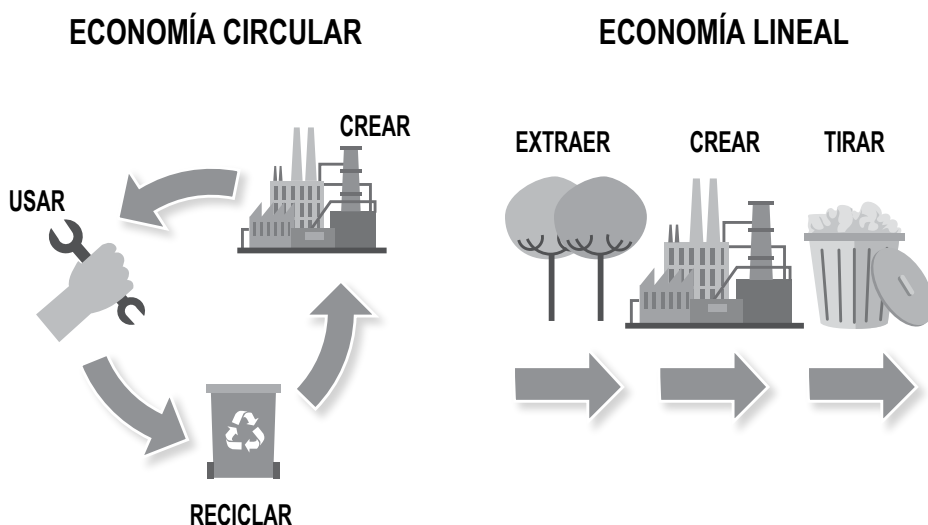 ECONOMÍA CIRCULAR
CREAR
USAR
RECICLAR
ECONOMÍA LINEAL
EXTRAER
CREAR
TIRAR